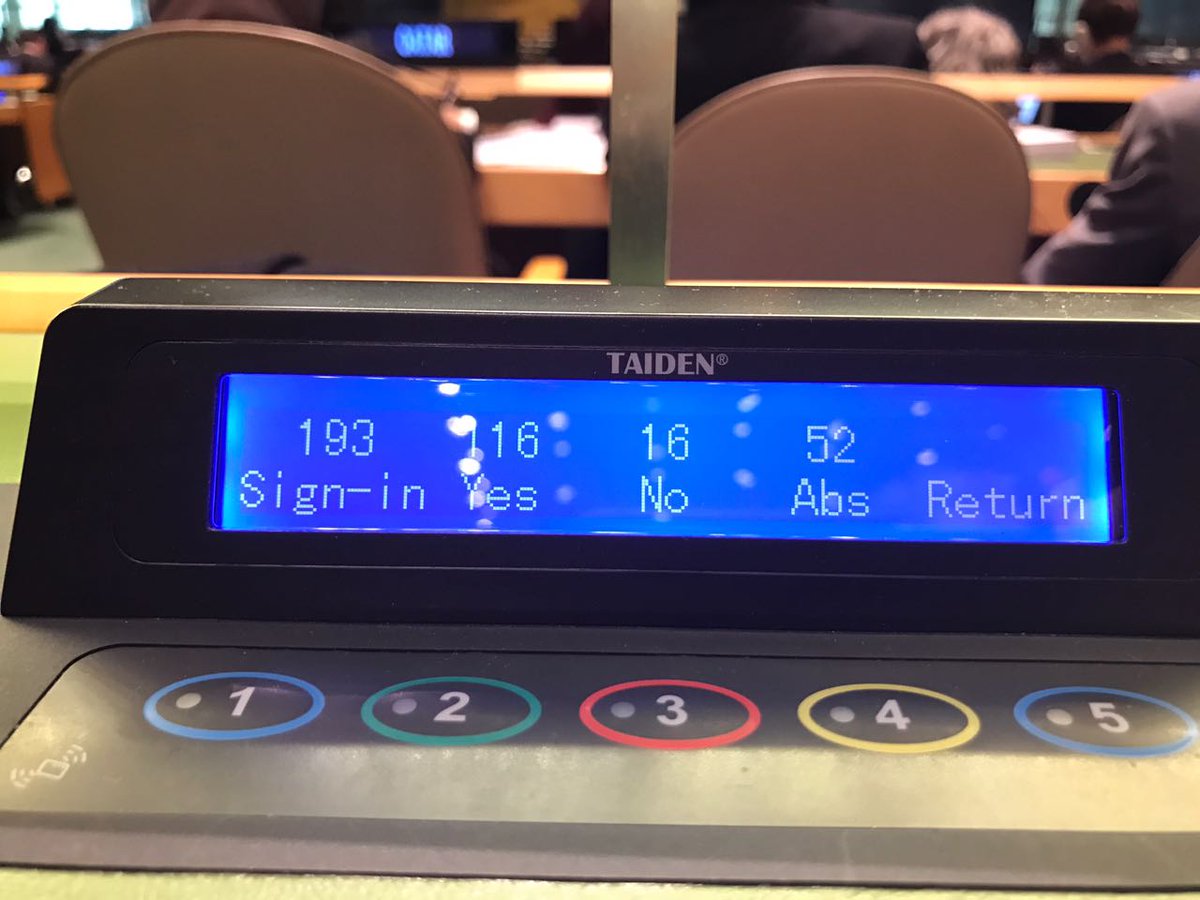 TAIDEN®
193 116 16 52
Sign-in Yes No Abs Return
1 2 3 4 5